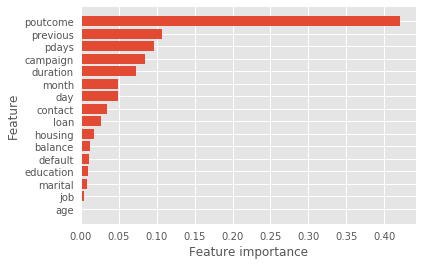 poutcome
previous
pdays
campaign
duration
month
day
contact
loan
housing
balance
default
education
marital
job
age
Feature
0.00 0.05 0.10 0.15 0.20 0.25 0.30 0.35 0.40
Feature importance